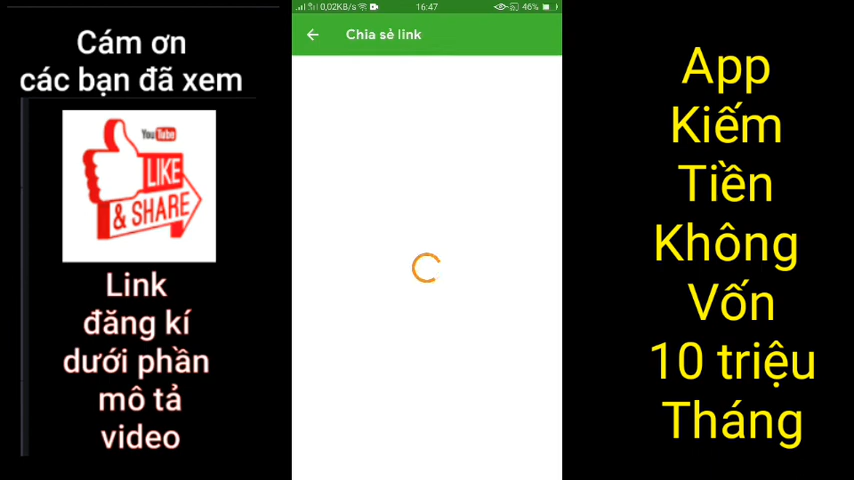 Cám ơn
các bạn đã xem
YouTube
LIKE
& SHARE
Link
đăng kí
dưới phần
mô tả
video
0,02KB/s
16:47
46%
Chia sẻ link
App
Kiếm
Tiền
Không
Vốn
10 triệu
Tháng